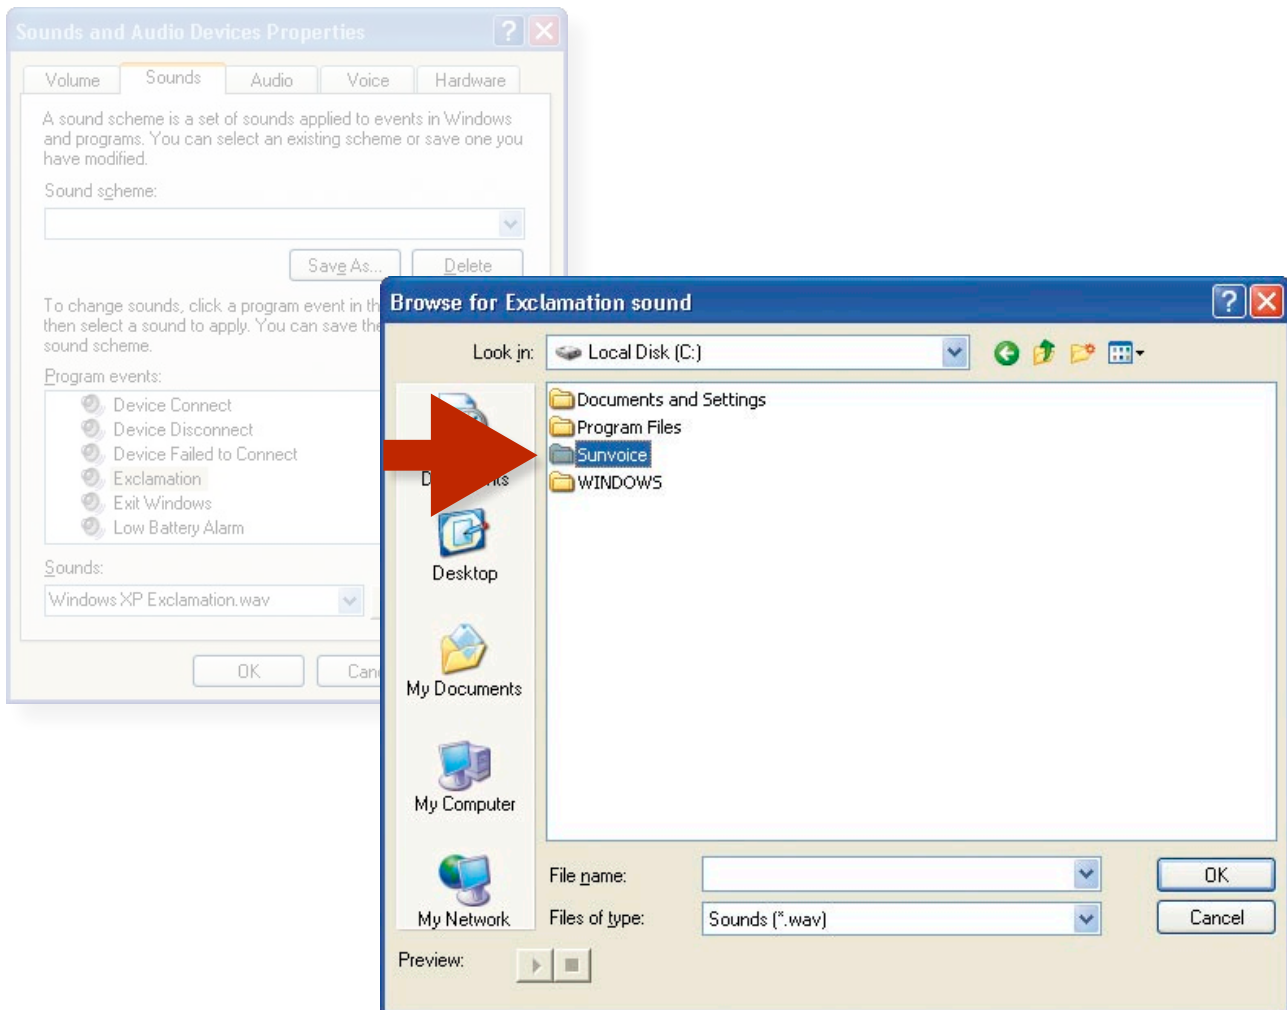 Sounds and Audio Devices Properties
Volume
Sounds
Audio
Voice
Hardware
A sound scheme is a set of sounds applied to events in Windows
and programs. You can select an existing scheme or save one you
have modified.
Sound scheme:
Save As...
Delete
To change sounds, click a program event in th
then select a sound to apply. You can save the
sound scheme.
Program events:
Device Connect
Device Disconnect
Device Failed to Connect
Exclamation
Exit Windows
Low Battery Alarm
Sounds:
Windows XP Exclamation.wav
OK
Can
Browse for Exclamation sound
Look in:
Local Disk (C:)
Documents and Settings
Program Files
Sunvoice
WINDOWS
Desktop
My Documents
My Computer
My Network
File name:
OK
Files of type:
Sounds (*.wav)
Cancel
Preview: